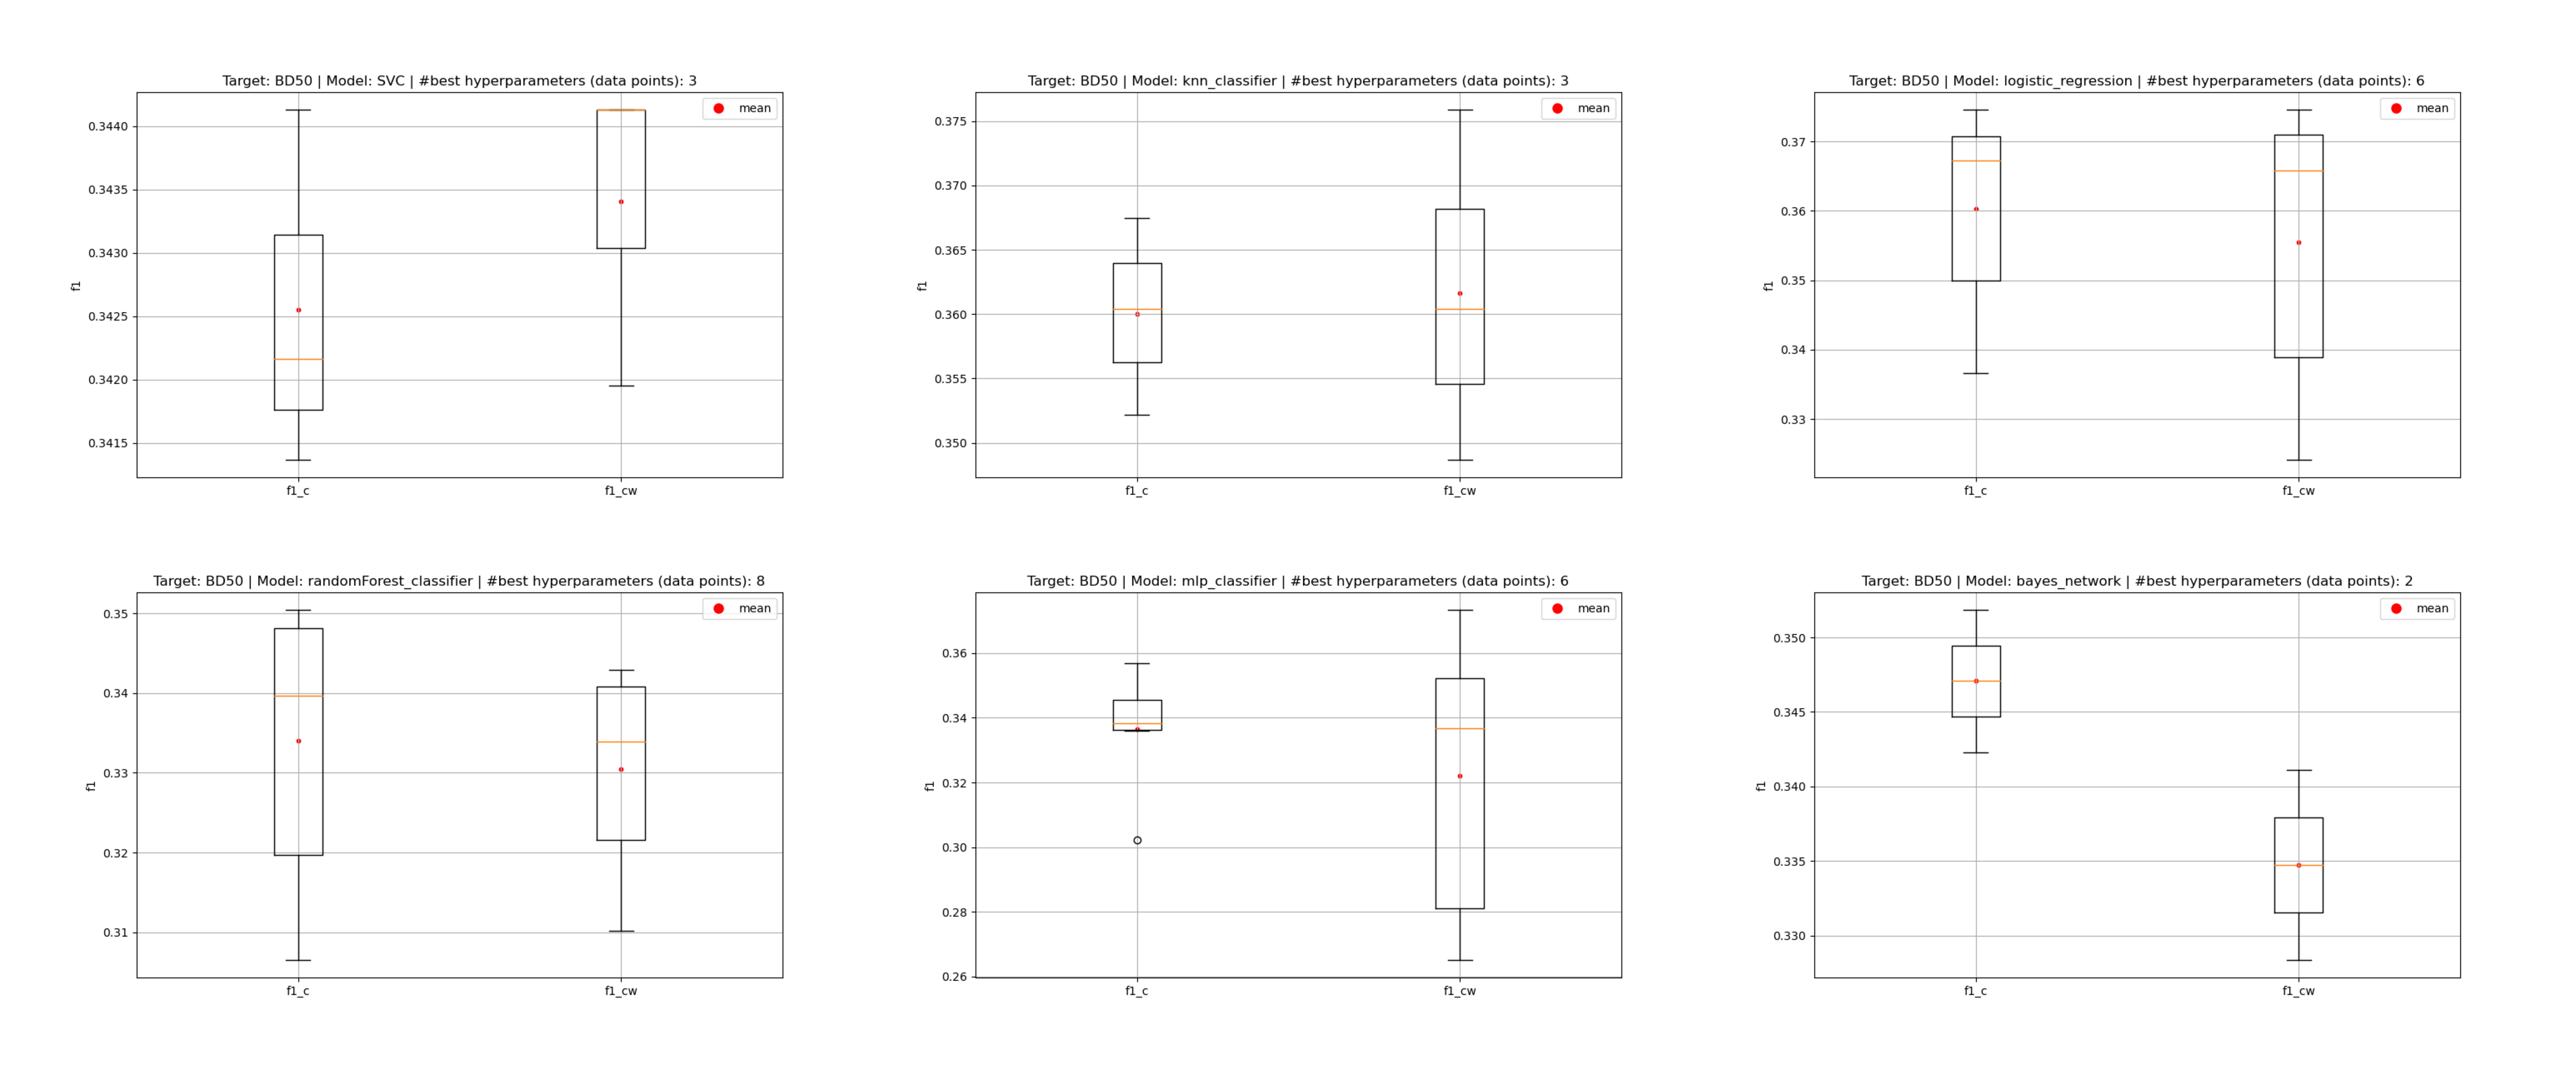 Target: BD50 | Model: SVC | #best hyperparameters (data points): 3
mean
0.3440
0.3435
0.3430
0.3425
0.3420
0.3415
f1
f1_c
f1_cw
Target: BD50 | Model: knn_classifier | #best hyperparameters (data points): 3
mean
0.375
0.370
0.365
0.360
0.355
0.350
f1
f1_c
f1_cw
Target: BD50 | Model: logistic_regression | #best hyperparameters (data points): 6
mean
0.37
0.36
0.35
0.34
0.33
f1
f1_c
f1_cw
Target: BD50 | Model: randomForest_classifier | #best hyperparameters (data points): 8
mean
0.35
0.34
0.33
0.32
0.31
f1
f1_c
f1_cw
Target: BD50 | Model: mlp_classifier | #best hyperparameters (data points): 6
mean
0.36
0.34
0.32
0.30
0.28
0.26
f1
f1_c
f1_cw
Target: BD50 | Model: bayes_network | #best hyperparameters (data points): 2
mean
0.350
0.345
0.340
0.335
0.330
f1
f1_c
f1_cw